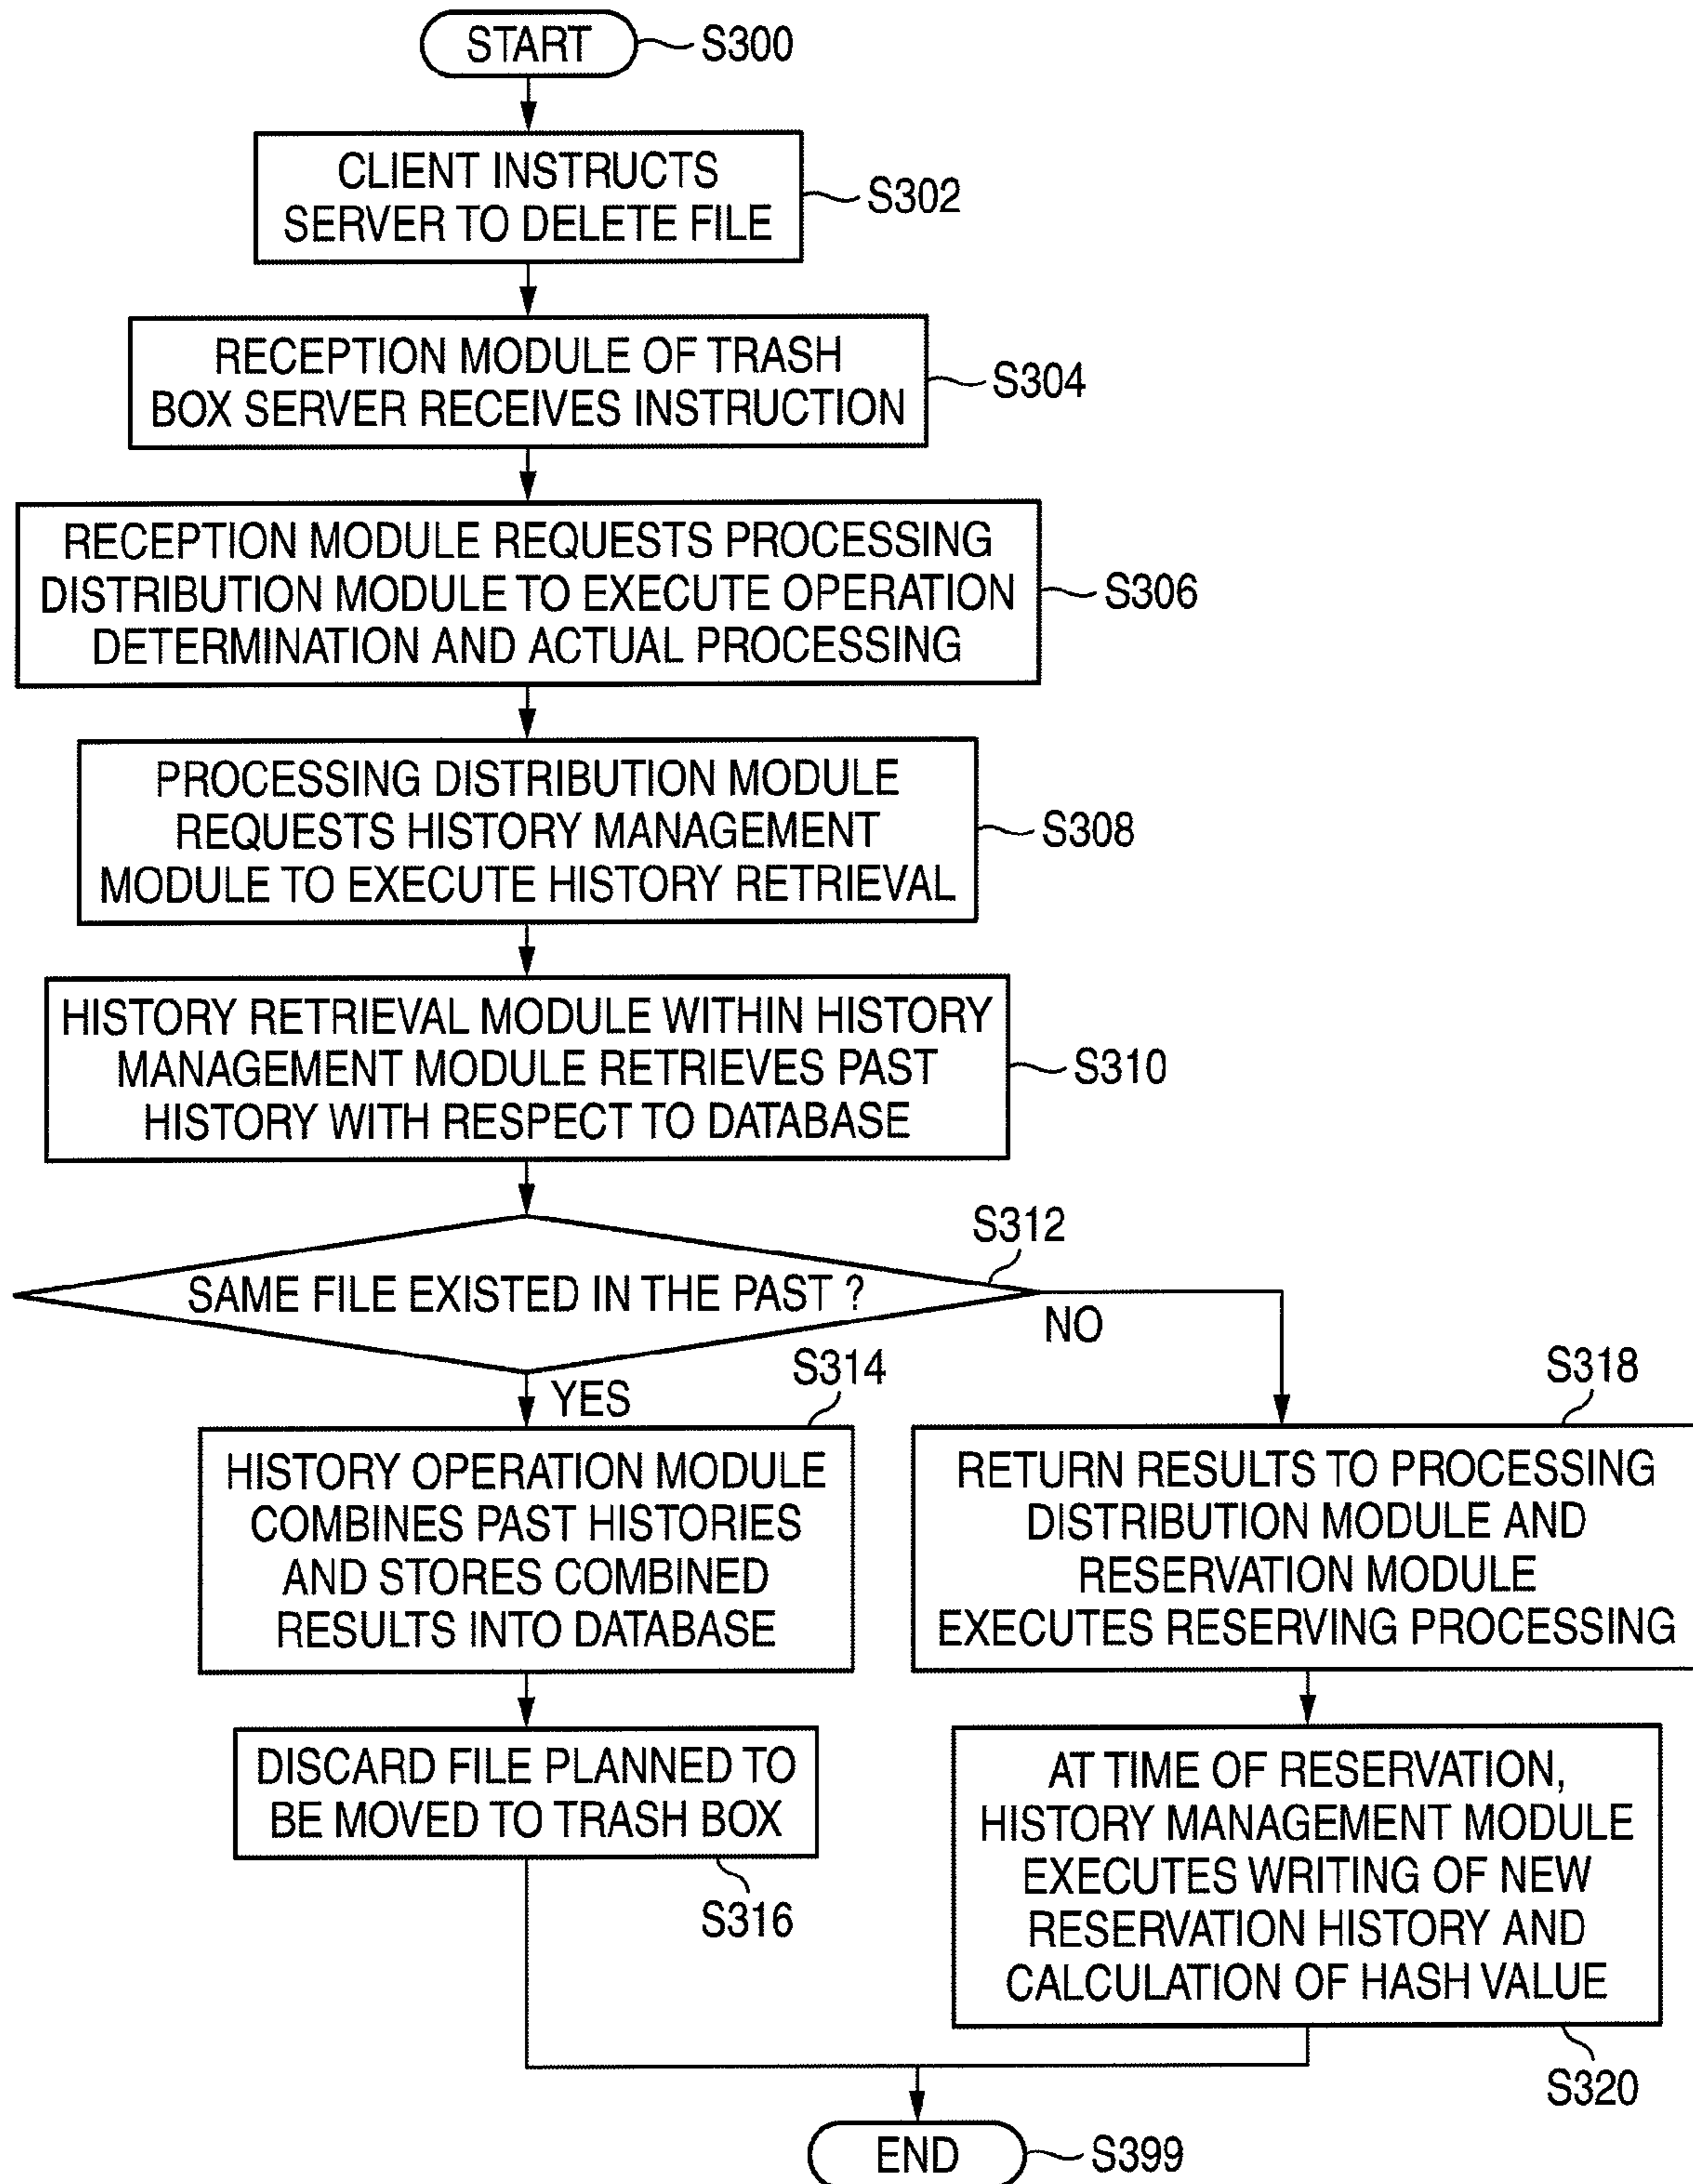 START
S300
CLIENT INSTRUCTS
SERVER TO DELETE FILE
S302
RECEPTION MODULE OF TRASH
BOX SERVER RECEIVES INSTRUCTION
S304
RECEPTION MODULE REQUESTS PROCESSING
DISTRIBUTION MODULE TO EXECUTE OPERATION
DETERMINATION AND ACTUAL PROCESSING
S306
PROCESSING DISTRIBUTION MODULE
REQUESTS HISTORY MANAGEMENT
MODULE TO EXECUTE HISTORY RETRIEVAL
S308
HISTORY RETRIEVAL MODULE WITHIN HISTORY
MANAGEMENT MODULE RETRIEVES PAST
HISTORY WITH RESPECT TO DATABASE
S310
S312
SAME FILE EXISTED IN THE PAST ?
NO
YES
S314
HISTORY OPERATION MODULE
COMBINES PAST HISTORIES
AND STORES COMBINED
RESULTS INTO DATABASE
DISCARD FILE PLANNED TO
BE MOVED TO TRASH BOX
S316
S318
RETURN RESULTS TO PROCESSING
DISTRIBUTION MODULE AND
RESERVATION MODULE
EXECUTES RESERVING PROCESSING
AT TIME OF RESERVATION,
HISTORY MANAGEMENT MODULE
EXECUTES WRITING OF NEW
RESERVATION HISTORY AND
CALCULATION OF HASH VALUE
S320
END
S399